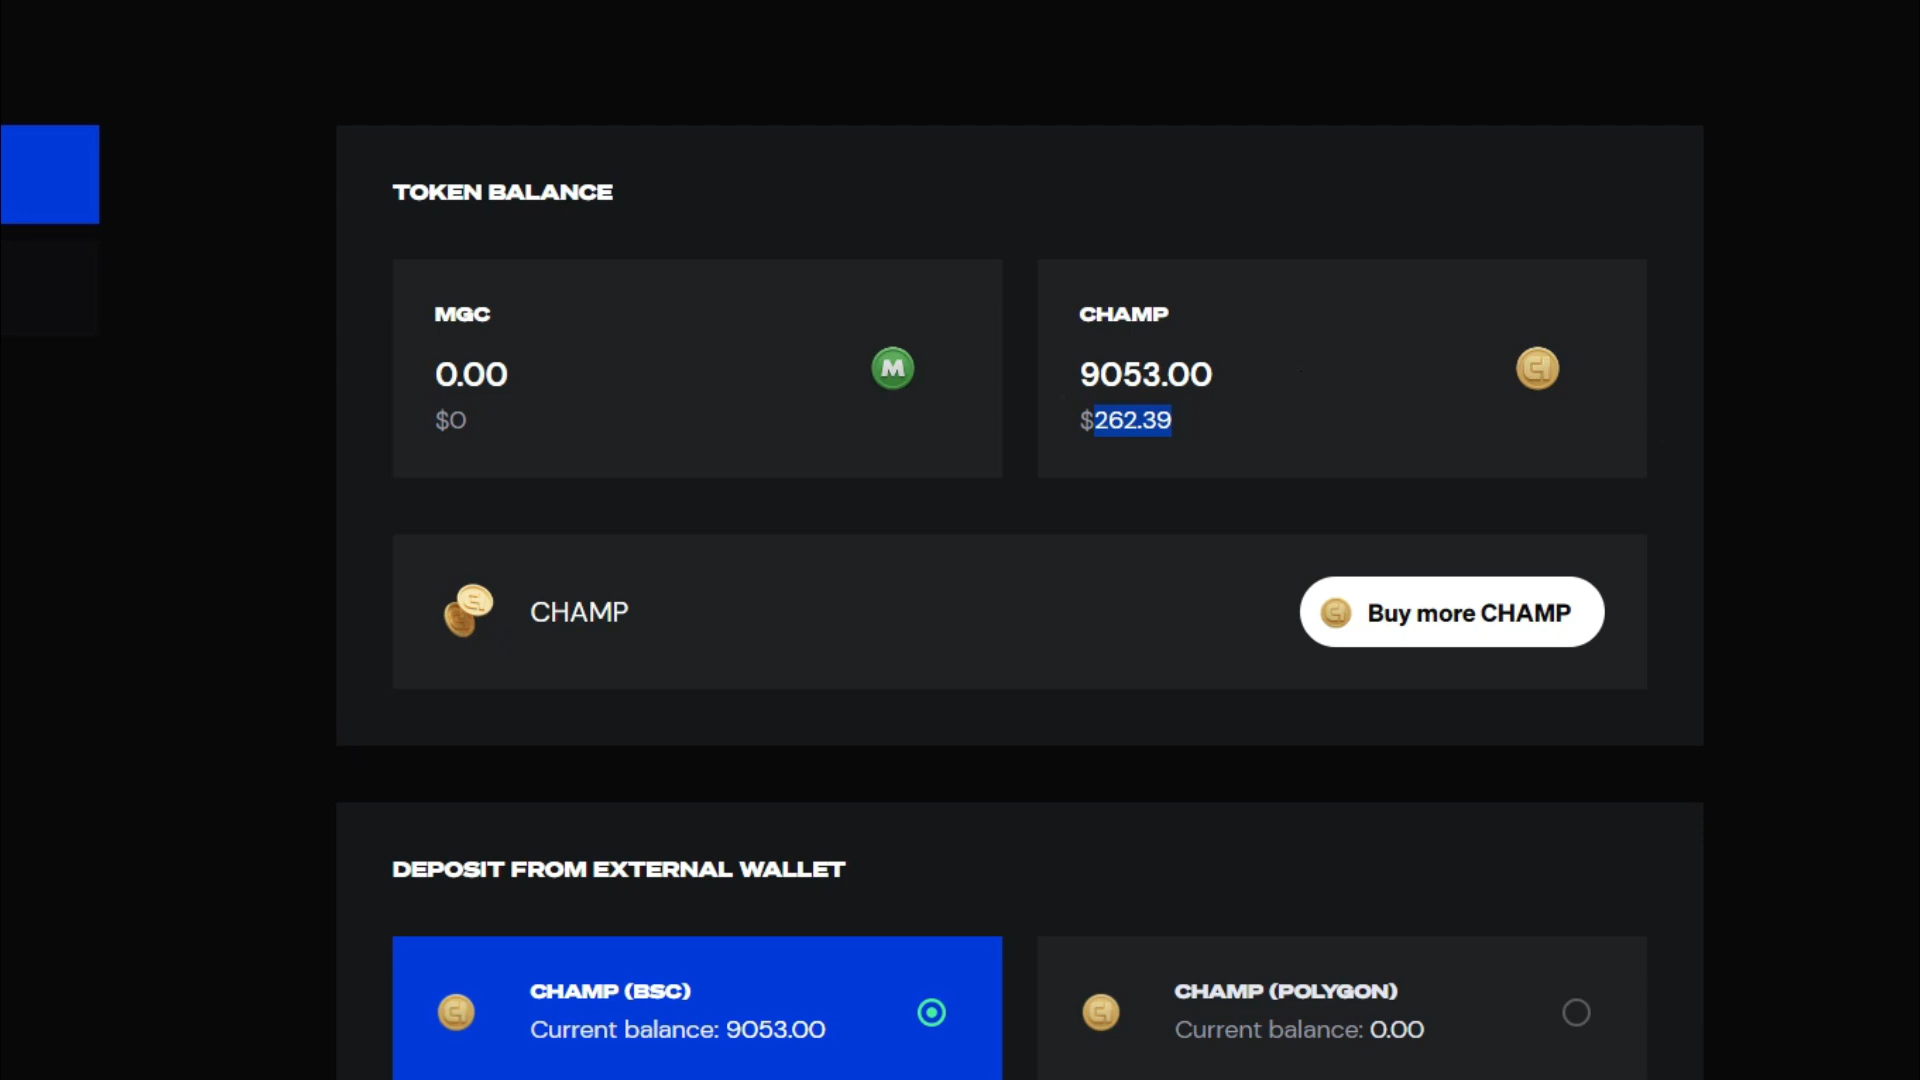 TOKEN BALANCE
MGC
0.00
$0
M
CHAMP
9053.00
$262.39
CHAMP
Buy more CHAMP
DEPOSIT FROM EXTERNAL WALLET
CHAMP (BSC)
Current balance: 9053.00
CHAMP (POLYGON)
Current balance: 0.00